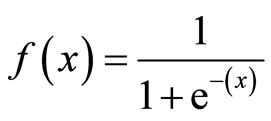 f(x) = 1 / (1 + e^{-(x)})